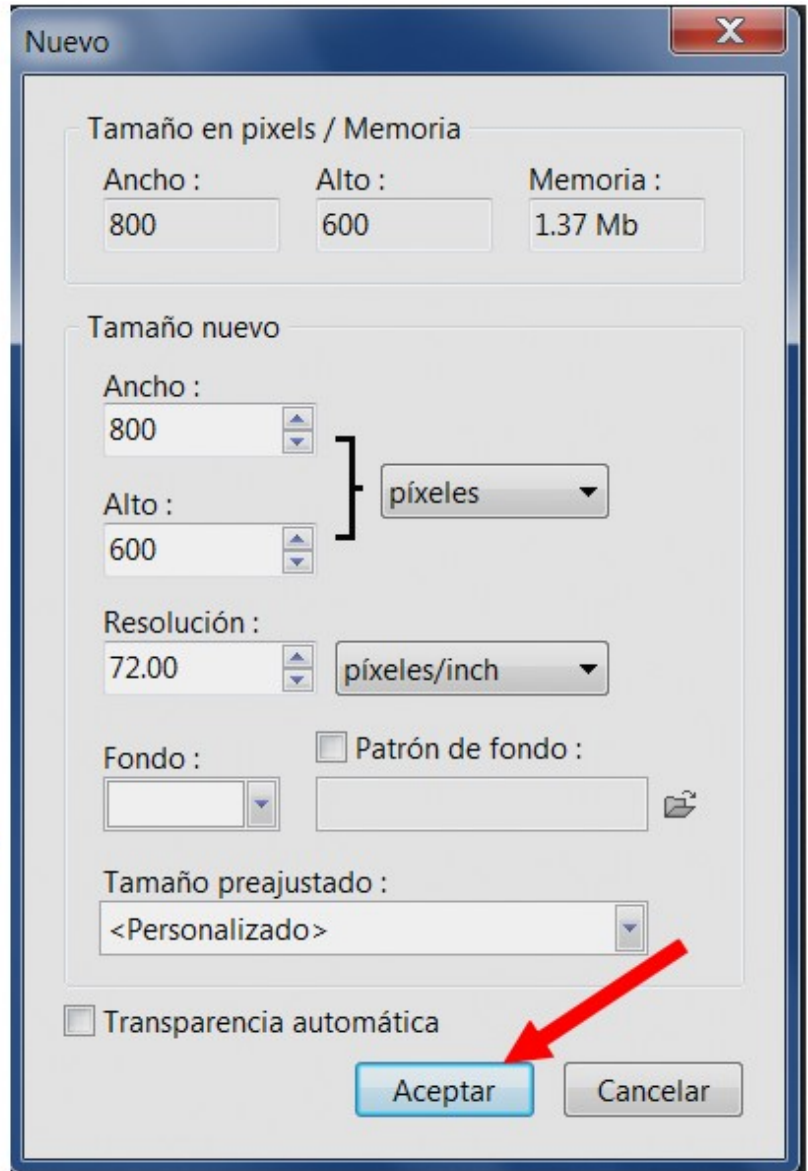 Nuevo
Tamaño en pixels / Memoria
Ancho : Alto : Memoria :
800 600 1.37 Mb
Tamaño nuevo
Ancho :
800
píxeles
Alto :
600
Resolución :
72.00 píxeles/inch
Fondo : Patrón de fondo :
Tamaño preajustado :
<Personalizado>
Transparencia automática
Aceptar Cancelar